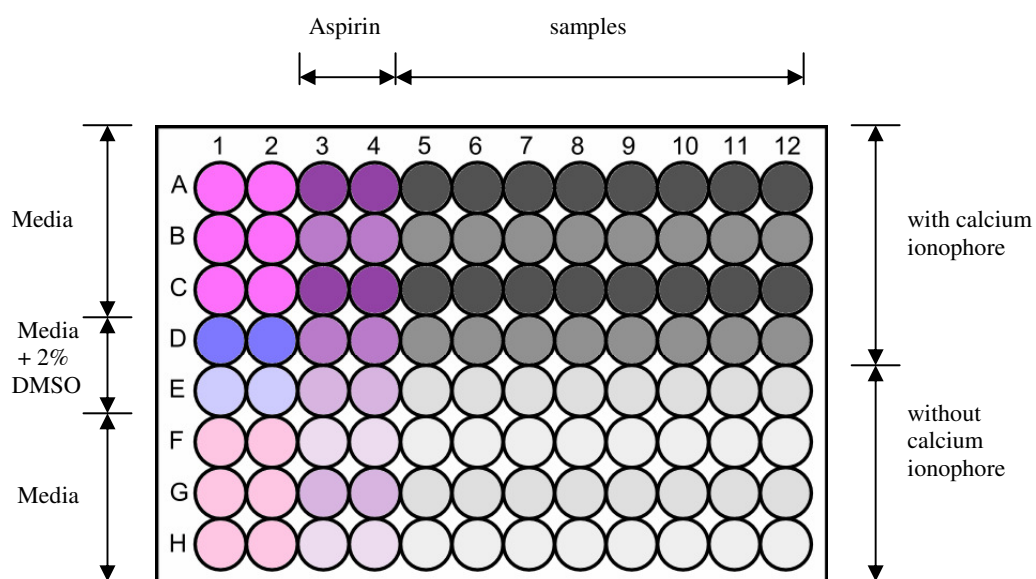 Aspirin samples
1 2 3 4 5 6 7 8 9 10 11 12
A
B
C
D
E
F
G
H
Media
Media
+ 2%
DMSO
Media
with calcium
ionophore
without
calcium
ionophore